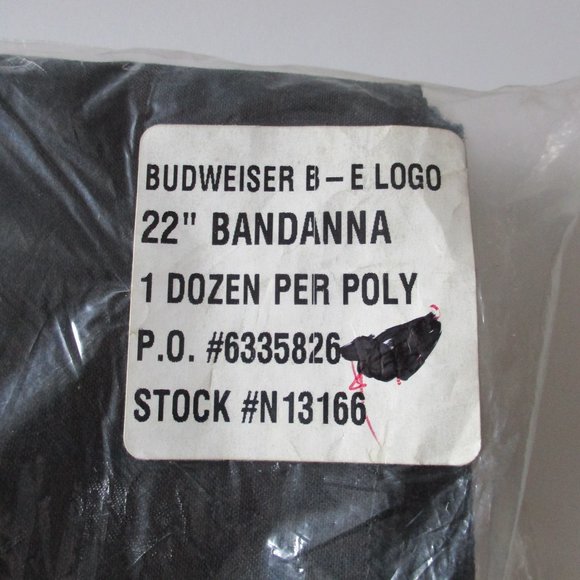 BUDWEISER B-E LOGO
22" BANDANNA
1 DOZEN PER POLY
P.O. #6335826
STOCK #N13166